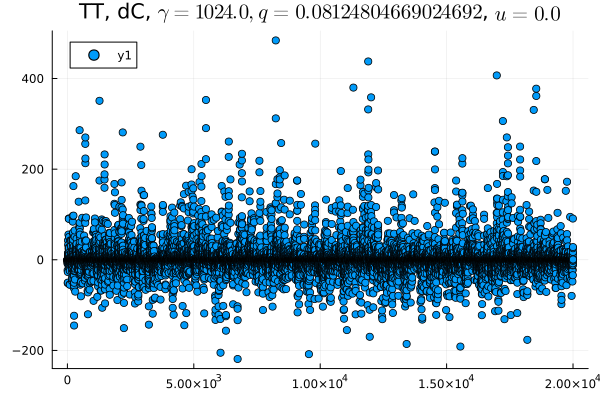 TT, dC, γ = 1024.0, q = 0.08124804669024692, u = 0.0
y1
400
200
0
−200
0 5.00×10³ 1.00×10⁴ 1.50×10⁴ 2.00×10⁴